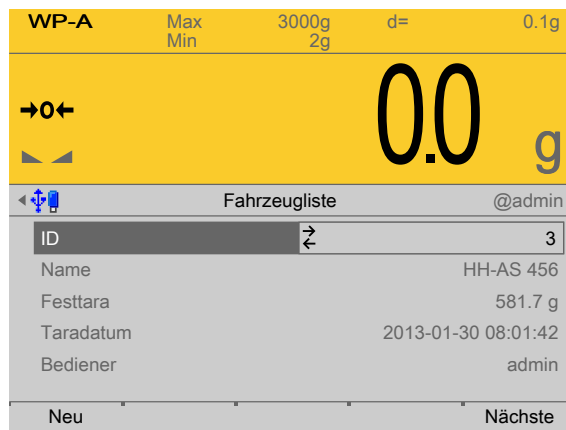 WP-A Max 3000g d= 0.1g
Min 2g
→0←
0.0 g
Fahrzeugliste @admin
ID 3
Name HH-AS 456
Festtara 581.7 g
Taradatum 2013-01-30 08:01:42
Bediener admin
Neu Nächste